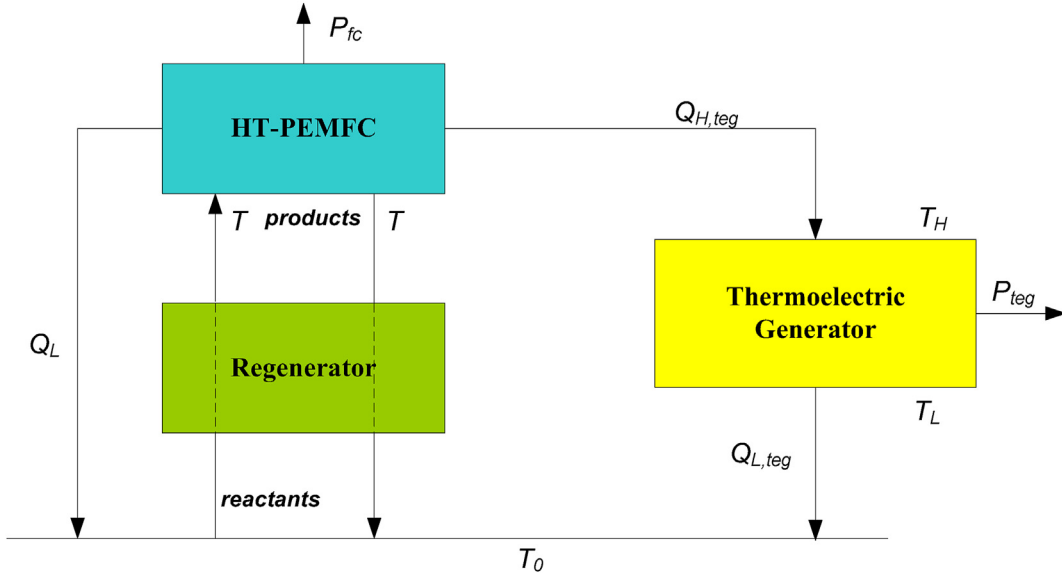 P_fc
HT-PEMFC
Q_H,teg
T products T
T_H
Thermoelectric
Generator
P_teg
Q_L
Regenerator
T_L
Q_L,teg
reactants
T_0